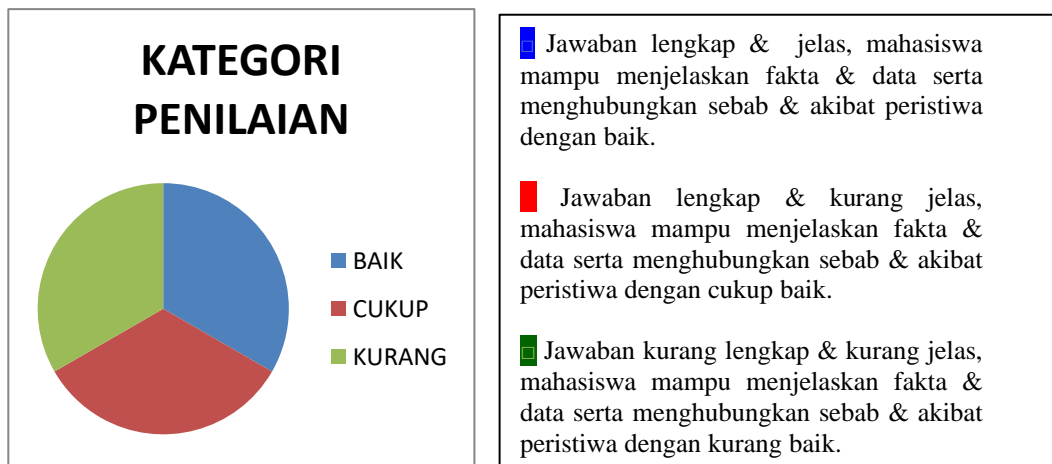 KATEGORI
PENILAIAN
BAIK
CUKUP
KURANG
Jawaban lengkap & jelas, mahasiswa
mampu menjelaskan fakta & data serta
menghubungkan sebab & akibat peristiwa
dengan baik.
Jawaban lengkap & kurang jelas,
mahasiswa mampu menjelaskan fakta &
data serta menghubungkan sebab & akibat
peristiwa dengan cukup baik.
Jawaban kurang lengkap & kurang jelas,
mahasiswa mampu menjelaskan fakta &
data serta menghubungkan sebab & akibat
peristiwa dengan kurang baik.